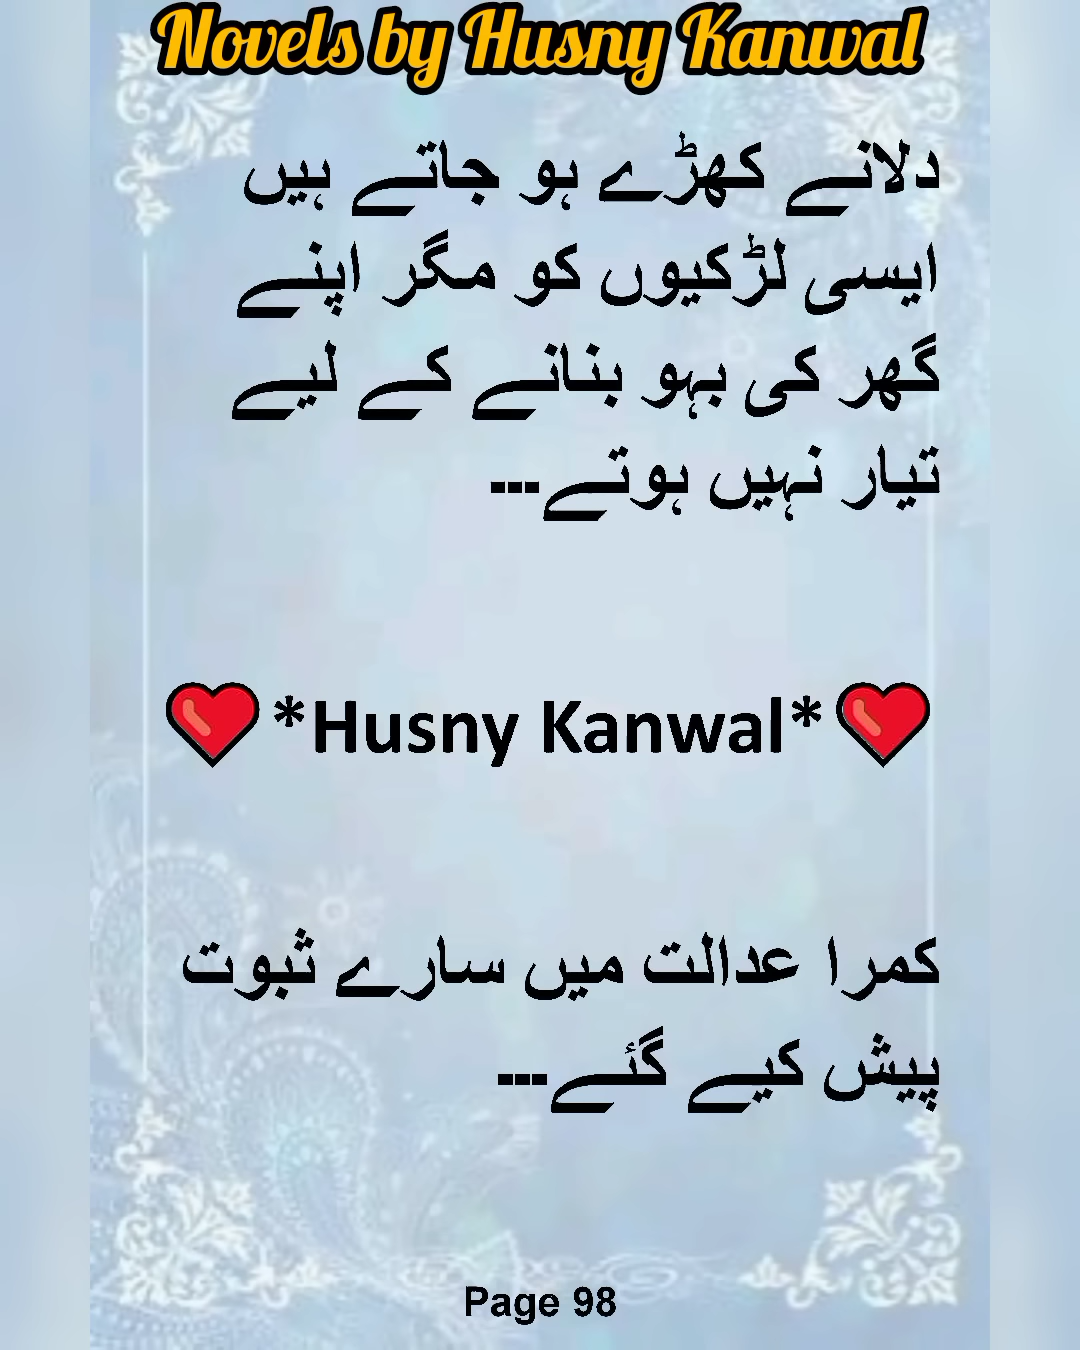 Novels by Husny Kanwal
دلانے کھڑے ہو جاتے ہیں
ایسی لڑکیوں کو مگر اپنے
گھر کی بہو بنانے کے لیے
تیار نہیں ہوتے---
❤️*Husny Kanwal*❤️
کمرا عدالت میں سارے ثبوت
پیش کیے گئے---
Page 98